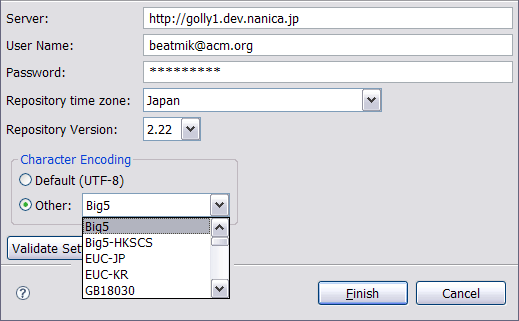 Server: http://golly1.dev.nanica.jp
User Name: beatmik@acm.org
Password: *********
Repository time zone: Japan
Repository Version: 2.22
Character Encoding
Default (UTF-8)
Other: Big5
Big5
Big5-HKSCS
EUC-JP
Validate Set
EUC-KR
GB18030
? Finish Cancel